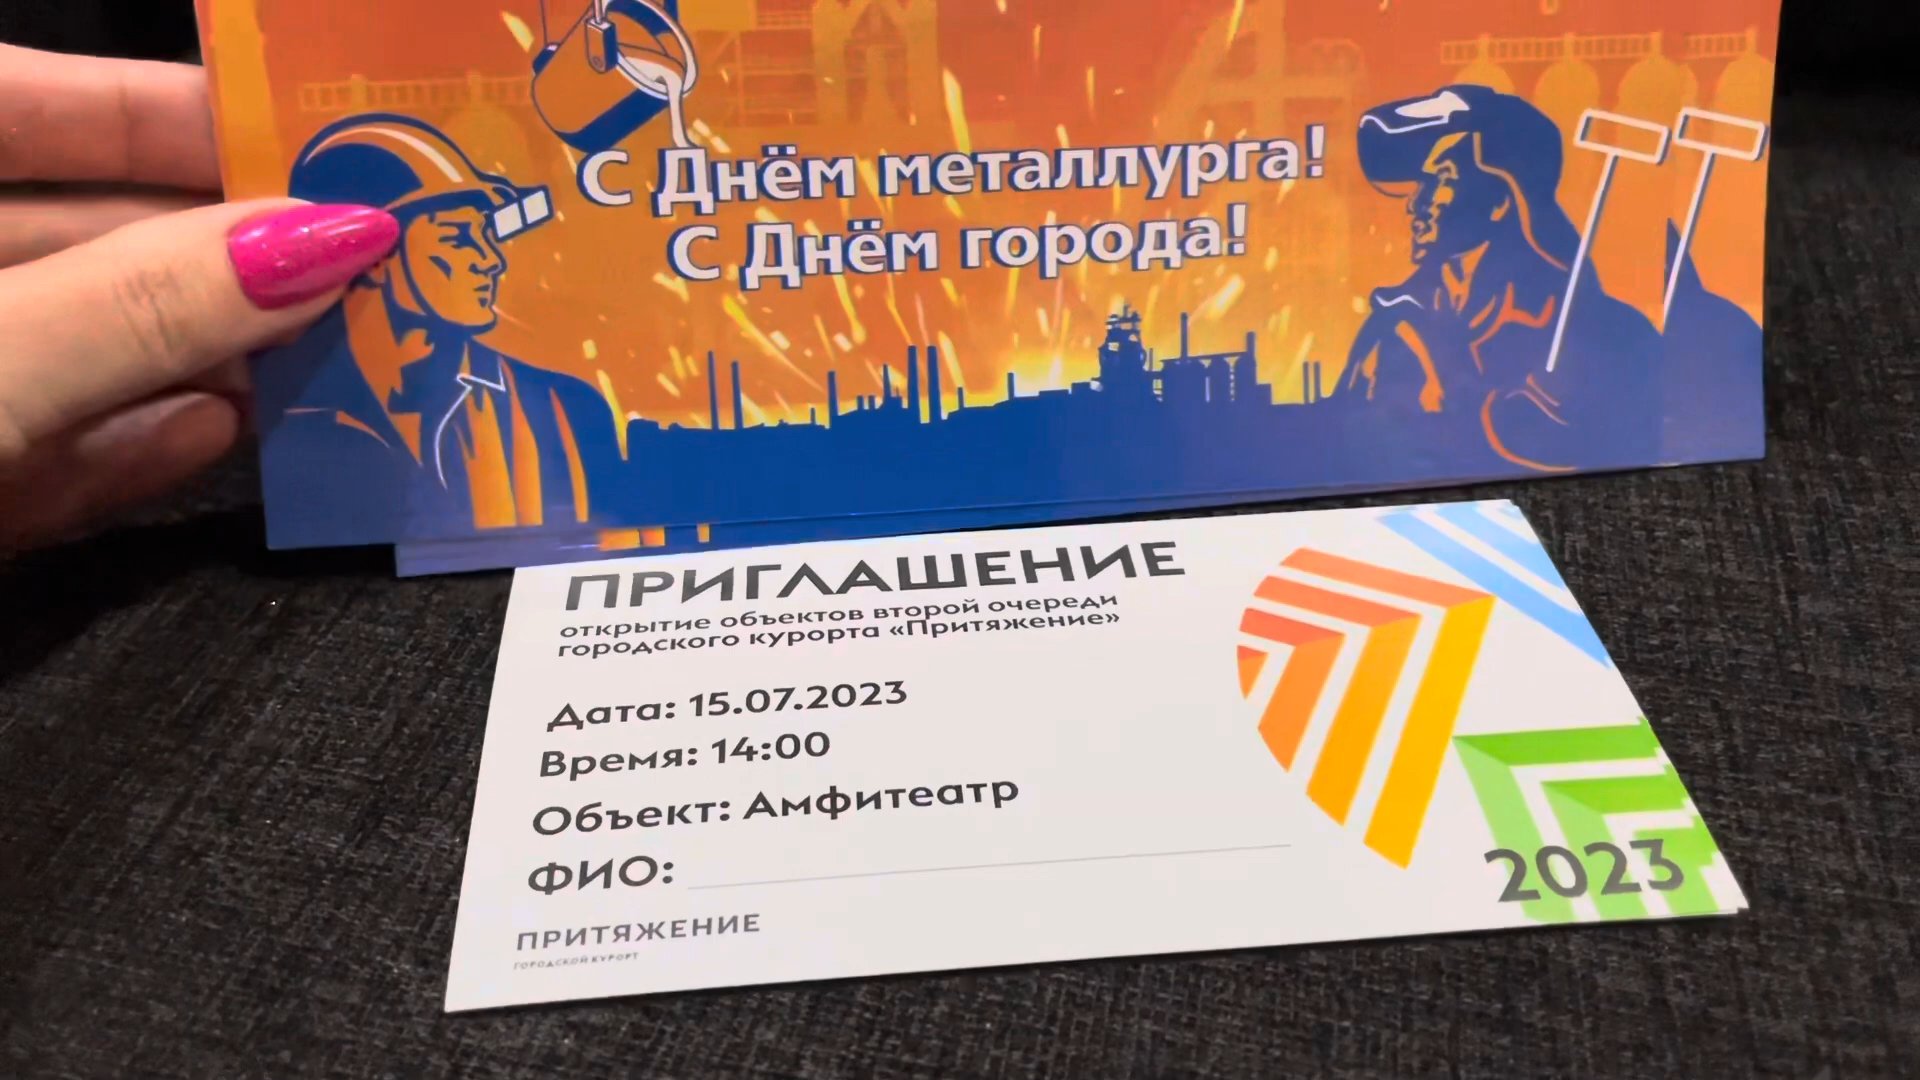 С Днём металлурга!
С Днём города!
ПРИГЛАШЕНИЕ
открытие объектов второй очереди
городского курорта «Притяжение»
Дата: 15.07.2023
Время: 14:00
Объект: Амфитеатр
ФИО:
2023
ПРИТЯЖЕНИЕ
ГОРОДСКОЙ КУРОРТ